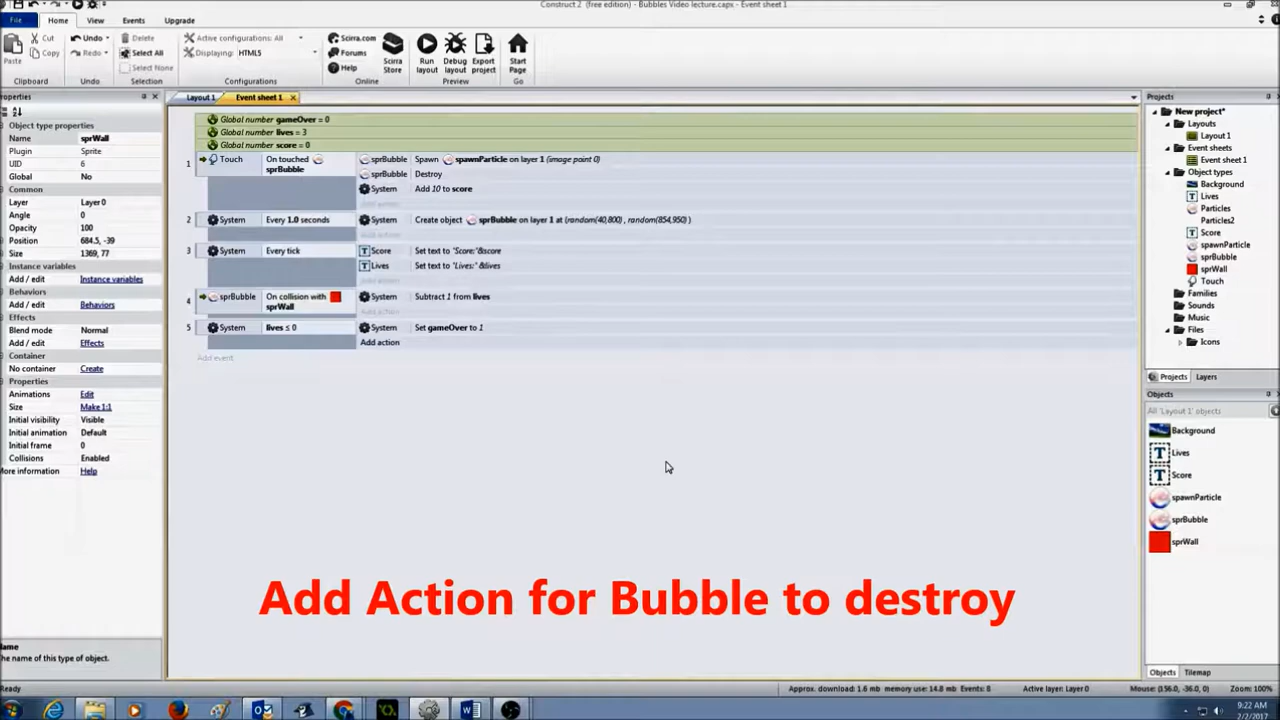 Construct 2 (free edition) - Bubbles Video lecture.capx - Event sheet 1
File Home View Events Upgrade
Cut
Copy
Paste
Clipboard
Undo
Redo
Undo
Delete
Select All
Select None
Selection
Active configurations: All
Displaying: HTML5
Configurations
Scirra.com
Forums
Help
Scirra Store
Online
Run layout
Debug layout
Export project
Preview
Start Page
Go
roperties
Object type properties
Name sprWall
Plugin Sprite
UID 6
Global No
Common
Layer Layer 0
Angle 0
Opacity 100
Position 684.5, -39
Size 1369, 77
Instance variables
Add / edit Instance variables
Behaviors
Add / edit Behaviors
Effects
Blend mode Normal
Add / edit Effects
Container
No container Create
Properties
Animations Edit
Size Make 1:1
Initial visibility Visible
Initial animation Default
Initial frame 0
Collisions Enabled
More information Help
Name
The name of this type of object.
Layout 1 Event sheet 1
Global number gameOver = 0
Global number lives = 3
Global number score = 0
1 Touch On touched sprBubble
sprBubble Spawn spawnParticle on layer 1 (image point 0)
sprBubble Destroy
System Add 10 to score
Add action
2 System Every 1.0 seconds System Create object sprBubble on layer 1 at (random(40,800) , random(854,950) )
Add action
3 System Every tick Score Set text to "Score:"&score
Lives Set text to "Lives:" &lives
Add action
4 sprBubble On collision with sprWall System Subtract 1 from lives
Add action
5 System lives ≤ 0 System Set gameOver to 1
Add action
Add event
Add Action for Bubble to destroy
Projects
New project*
Layouts
Layout 1
Event sheets
Event sheet 1
Object types
Background
Lives
Particles
Particles2
Score
spawnParticle
sprBubble
sprWall
Touch
Families
Sounds
Music
Files
Icons
Projects Layers
Objects
All 'Layout 1' objects
Background
Lives
Score
spawnParticle
sprBubble
sprWall
Objects Tilemap
Ready
Approx. download: 1.6 mb memory use: 14.8 mb Events: 8 Active layer: Layer 0 Mouse: (156.0, -36.0, 0) Zoom: 100%
9:22 AM
2/2/2017